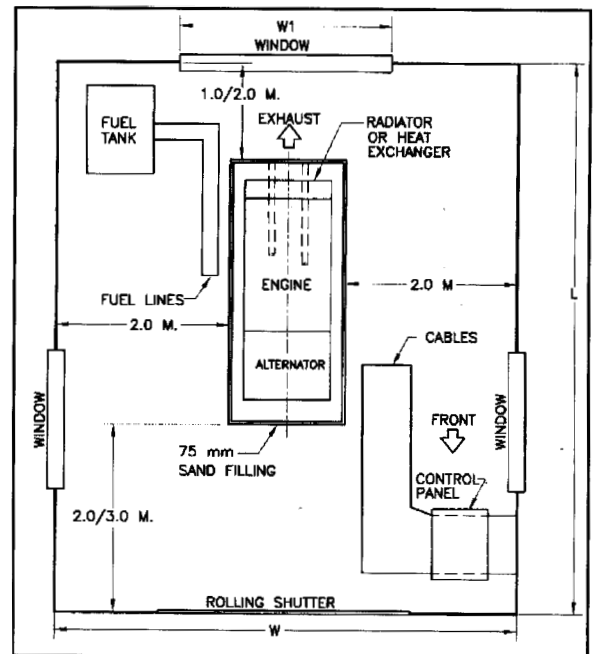 W1
WINDOW
1.0/2.0 M.
FUEL
TANK
EXHAUST
RADIATOR
OR HEAT
EXCHANGER
ENGINE
FUEL LINES
2.0 M.
2.0 M
L
ALTERNATOR
CABLES
WINDOW
WINDOW
FRONT
75 mm
SAND FILLING
CONTROL
PANEL
2.0/3.0 M.
ROLLING SHUTTER
W